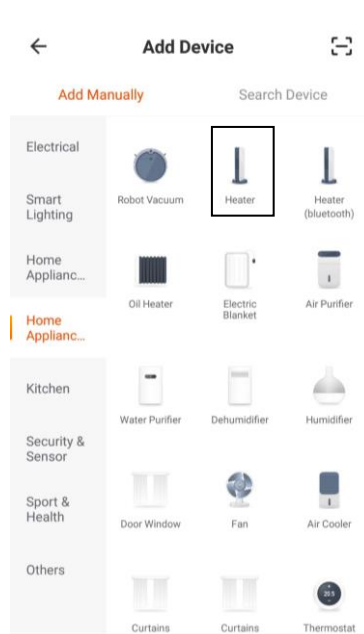 Add Device
Add Manually
Search Device
Electrical
Smart
Lighting
Home
Applianc...
Home
Applianc...
Kitchen
Security &
Sensor
Sport &
Health
Others
Robot Vacuum
Heater
Heater
(bluetooth)
Oil Heater
Electric
Blanket
Air Purifier
Water Purifier
Dehumidifier
Humidifier
Door Window
Fan
Air Cooler
Curtains
Curtains
Thermostat